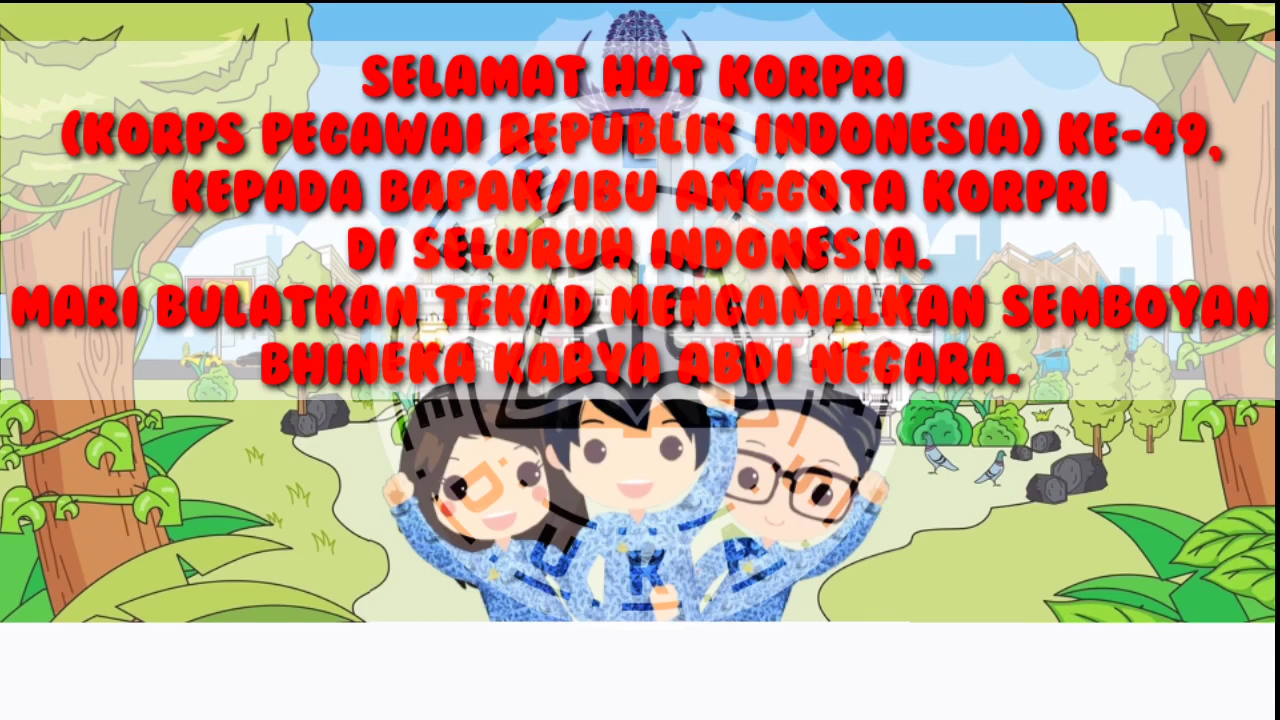 SELAMAT HUT KORPRI
(KORPS PEGAWAI REPUBLIK INDONESIA) KE-49,
KEPADA BAPAK/IBU ANGGOTA KORPRI
DI SELURUH INDONESIA.
MARI BULATKAN TEKAD MENGAMALKAN SEMBOYAN
BHINEKA KARYA ABDI NEGARA.